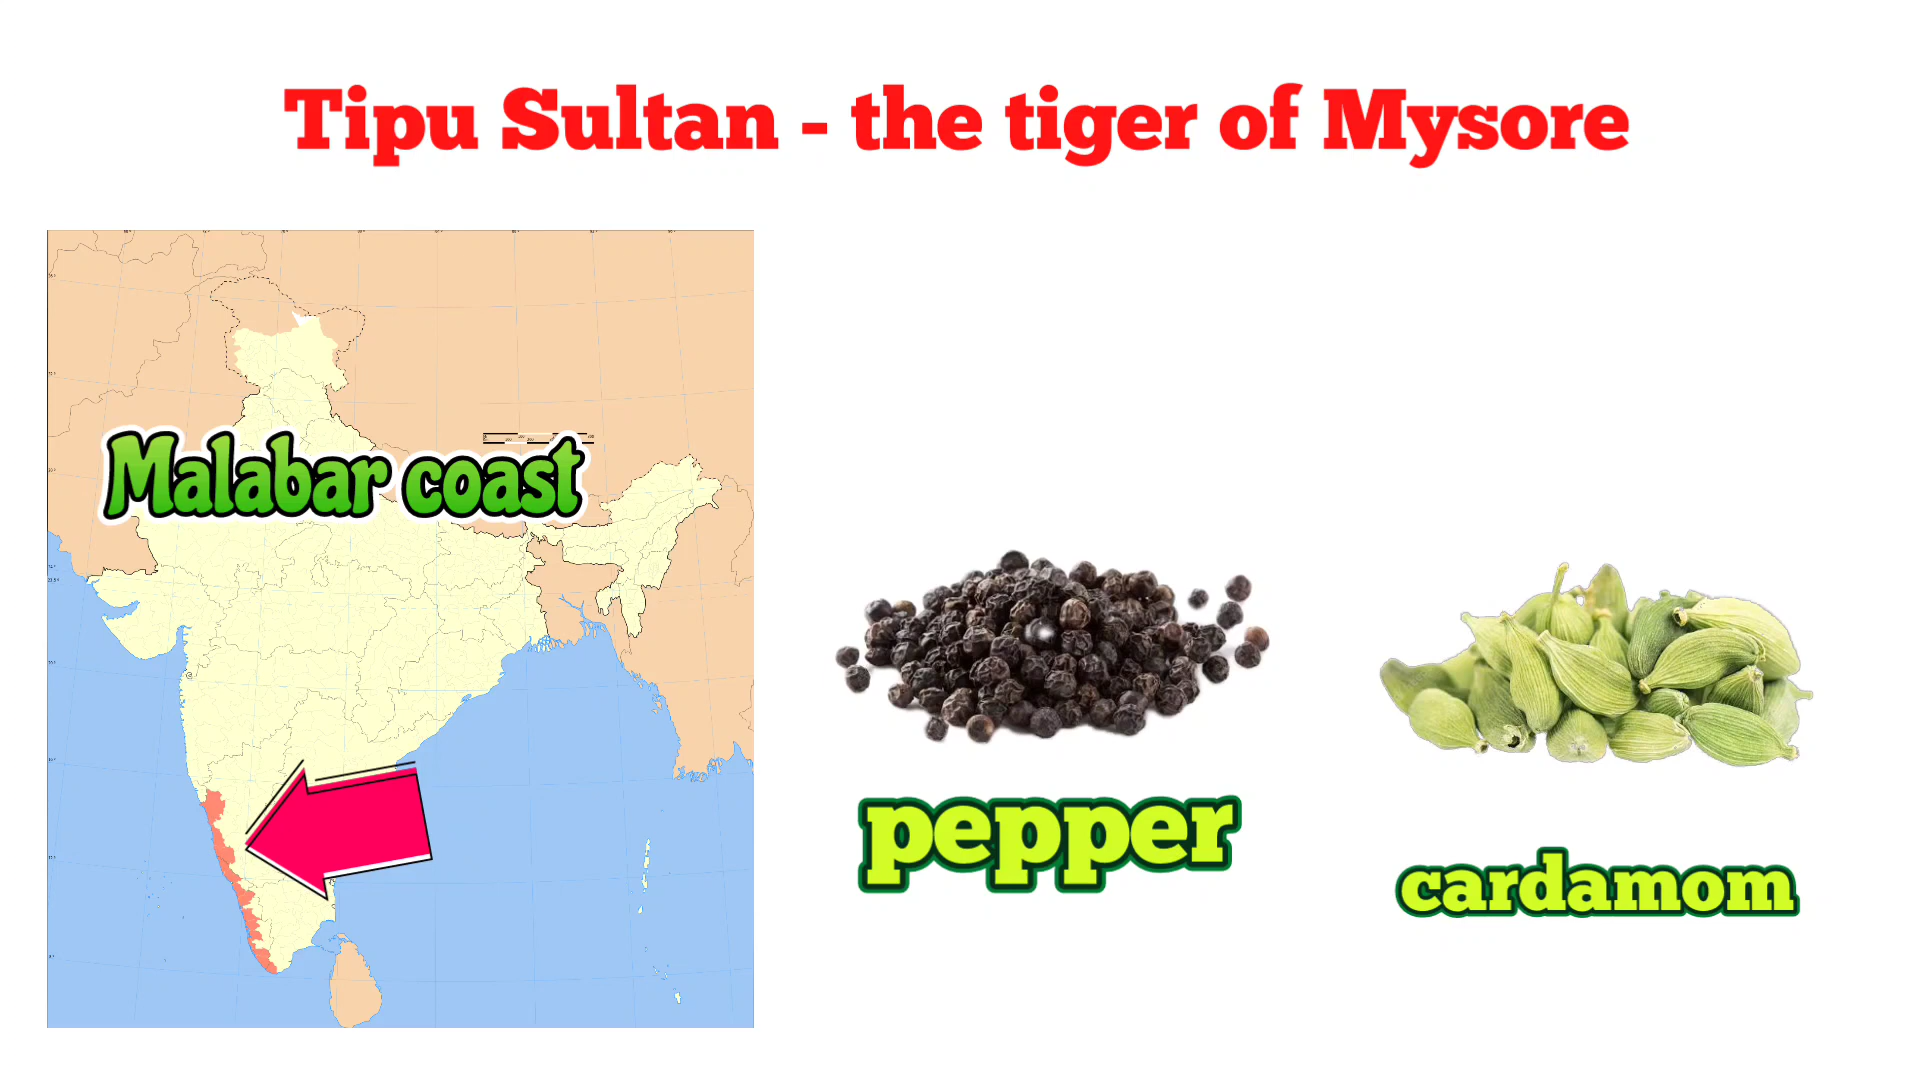 Tipu Sultan - the tiger of Mysore
Malabar coast
pepper
cardamom